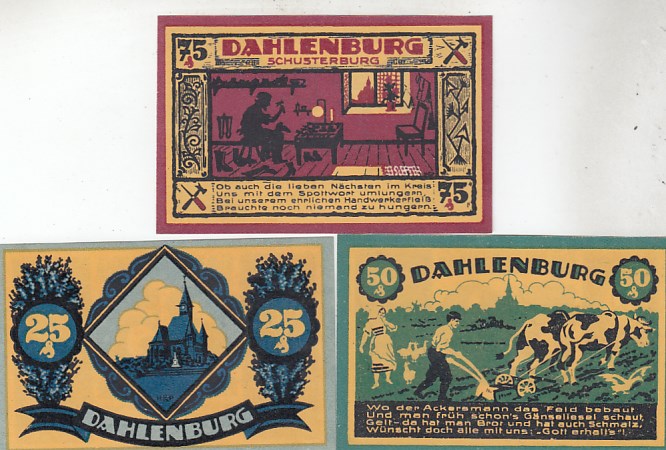 75
DAHLENBURG
SCHUSTERBURG
Ob auch die lieben Nächsten im Kreis
Uns mit dem Spottwort umlungern,
Bei unserem ehrlichen Handwerkerfleiß
Brauchte noch niemand zu hungern.
75
25
25
DAHLENBURG
50
DAHLENBURG
50
Wo der Ackersmann das Feld bebaut
Und man früh schon's Gänseliesel schaut,
Gelt-da hat man Brot und hat auch Schmalz,
Wünscht doch alle mit uns: "Gott erhalt's"!